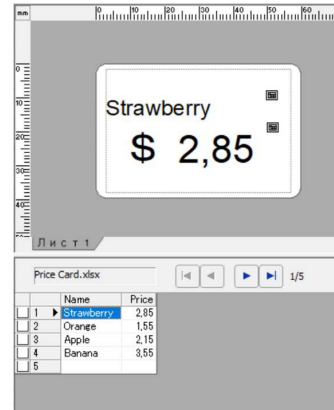 mm
0 10 20 30 40 50 60
0
10
20
30
40
Strawberry
$ 2,85
Лист1
Price Card.xlsx 1/5
Name Price
1 Strawberry 2,85
2 Orange 1,55
3 Apple 2,15
4 Banana 3,55
5